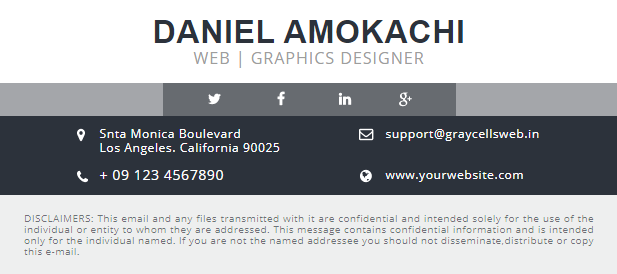 DANIEL AMOKACHI
WEB | GRAPHICS DESIGNER
Snta Monica Boulevard
Los Angeles. California 90025
support@graycellsweb.in
+ 09 123 4567890
www.yourwebsite.com
DISCLAIMERS: This email and any files transmitted with it are confidential and intended solely for the use of the
individual or entity to whom they are addressed. This message contains confidential information and is intended
only for the individual named. If you are not the named addressee you should not disseminate,distribute or copy
this e-mail.